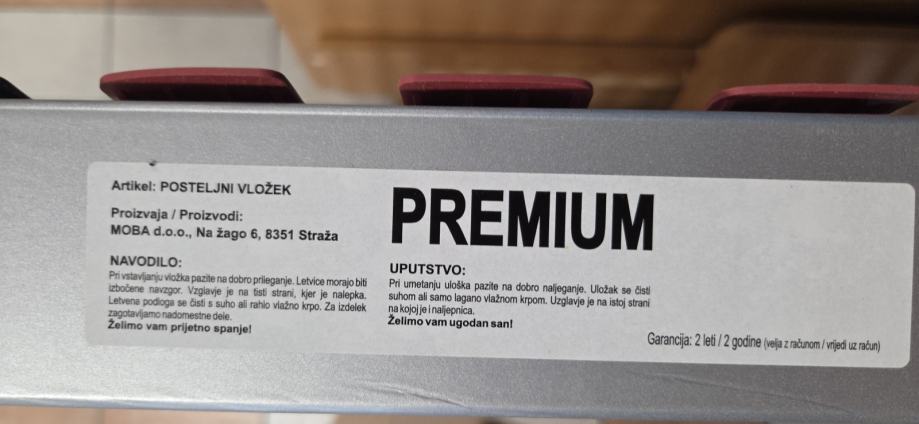 Artikel: POSTELJNI VLOŽEK
Proizvaja / Proizvodi:
MOBA d.o.o., Na žago 6, 8351 Straža
NAVODILO:
Pri vstavljanju vložka pazite na dobro prileganje. Letvice morajo biti
izbočene navzgor. Vzglavje je na tisti strani, kjer je nalepka.
Letvena podloga se čisti s suho ali rahlo vlažno krpo. Za izdelek
zagotavljamo nadomestne dele.
Želimo vam prijetno spanje!
PREMIUM
UPUTSTVO:
Pri umetanju uloška pazite na dobro naljeganje. Uložak se čisti
suhom ali samo lagano vlažnom krpom. Uzglavje je na istoj strani
na kojoj je i naljepnica.
Želimo vam ugodan san!
Garancija: 2 leti / 2 godine (velja z računom / vrijedi uz račun)